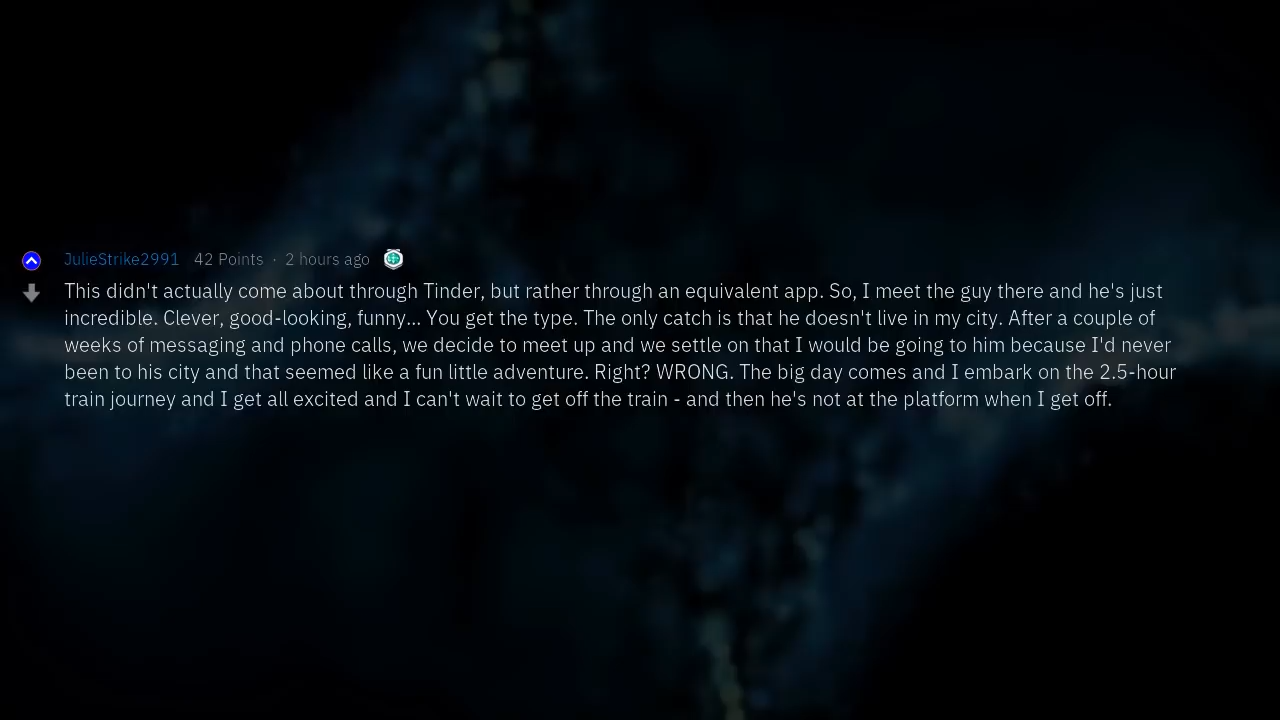 JulieStrike2991 42 Points · 2 hours ago
This didn't actually come about through Tinder, but rather through an equivalent app. So, I meet the guy there and he's just
incredible. Clever, good-looking, funny... You get the type. The only catch is that he doesn't live in my city. After a couple of
weeks of messaging and phone calls, we decide to meet up and we settle on that I would be going to him because I'd never
been to his city and that seemed like a fun little adventure. Right? WRONG. The big day comes and I embark on the 2.5-hour
train journey and I get all excited and I can't wait to get off the train - and then he's not at the platform when I get off.